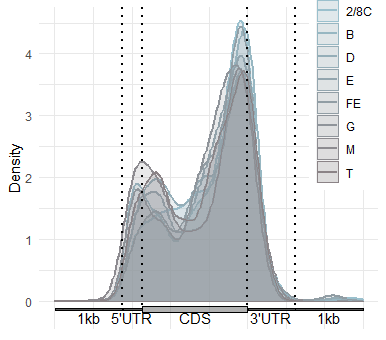 2/8C
B
D
E
FE
G
M
T
Density
4
3
2
1
0
1kb 5'UTR CDS 3'UTR 1kb